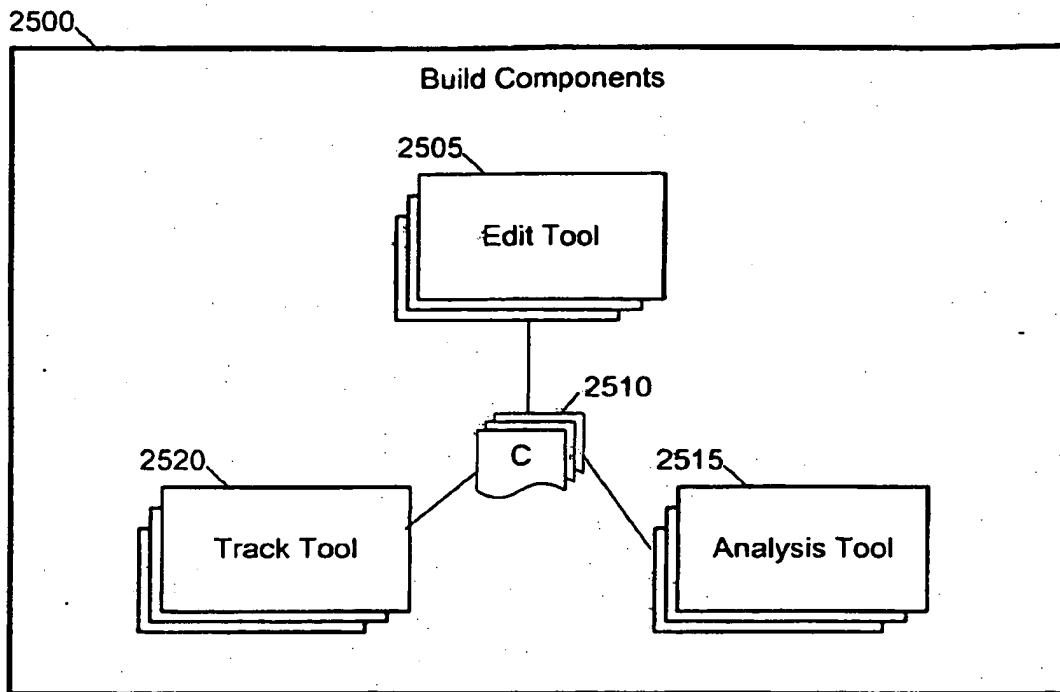 2500
Build Components
2505
Edit Tool
2510
C
2520
2515
Track Tool
Analysis Tool